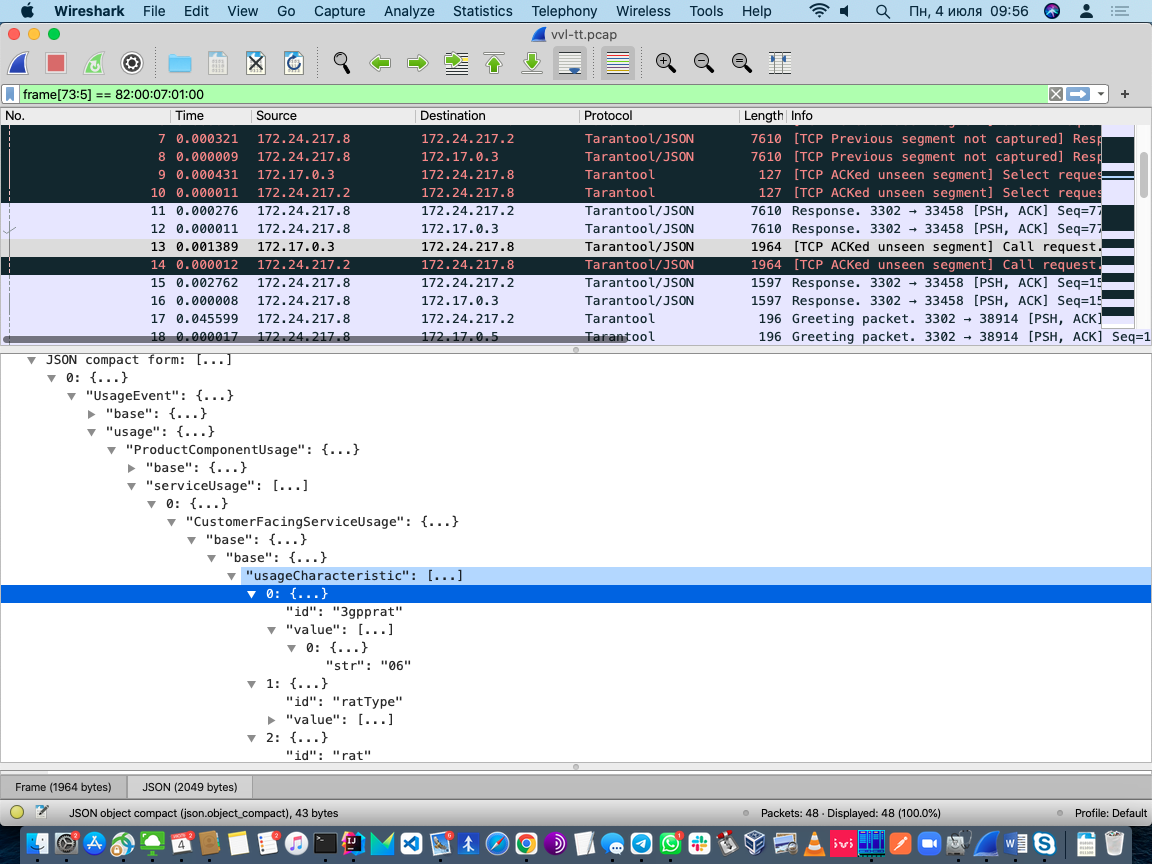 Wireshark File Edit View Go Capture Analyze Statistics Telephony Wireless Tools Help Пн, 4 июля 09:56
vvl-tt.pcap
frame[73:5] == 82:00:07:01:00
No. Time Source Destination Protocol Length Info
7 0.000321 172.24.217.8 172.24.217.2 Tarantool/JSON 7610 [TCP Previous segment not captured] Resp
8 0.000009 172.24.217.8 172.17.0.3 Tarantool/JSON 7610 [TCP Previous segment not captured] Resp
9 0.000431 172.17.0.3 172.24.217.8 Tarantool 127 [TCP ACKed unseen segment] Select reques
10 0.000011 172.24.217.2 172.24.217.8 Tarantool 127 [TCP ACKed unseen segment] Select reques
11 0.000276 172.24.217.8 172.24.217.2 Tarantool/JSON 7610 Response. 3302 → 33458 [PSH, ACK] Seq=77
12 0.000011 172.24.217.8 172.17.0.3 Tarantool/JSON 7610 Response. 3302 → 33458 [PSH, ACK] Seq=77
13 0.001389 172.17.0.3 172.24.217.8 Tarantool/JSON 1964 [TCP ACKed unseen segment] Call request.
14 0.000012 172.24.217.2 172.24.217.8 Tarantool/JSON 1964 [TCP ACKed unseen segment] Call request.
15 0.002762 172.24.217.8 172.24.217.2 Tarantool/JSON 1597 Response. 3302 → 33458 [PSH, ACK] Seq=15
16 0.000008 172.24.217.8 172.17.0.3 Tarantool/JSON 1597 Response. 3302 → 33458 [PSH, ACK] Seq=15
17 0.045599 172.24.217.8 172.24.217.2 Tarantool 196 Greeting packet. 3302 → 38914 [PSH, ACK]
18 0.000017 172.24.217.8 172.17.0.5 Tarantool 196 Greeting packet. 3302 → 38914 [PSH, ACK] Seq=1
JSON compact form: [...]
0: {...}
"UsageEvent": {...}
"base": {...}
"usage": {...}
"ProductComponentUsage": {...}
"base": {...}
"serviceUsage": [...]
0: {...}
"CustomerFacingServiceUsage": {...}
"base": {...}
"base": {...}
"usageCharacteristic": [...]
0: {...}
"id": "3gpprat"
"value": [...]
0: {...}
"str": "06"
1: {...}
"id": "ratType"
"value": [...]
2: {...}
"id": "rat"
Frame (1964 bytes) JSON (2049 bytes)
JSON object compact (json.object_compact), 43 bytes Packets: 48 · Displayed: 48 (100.0%) Profile: Default